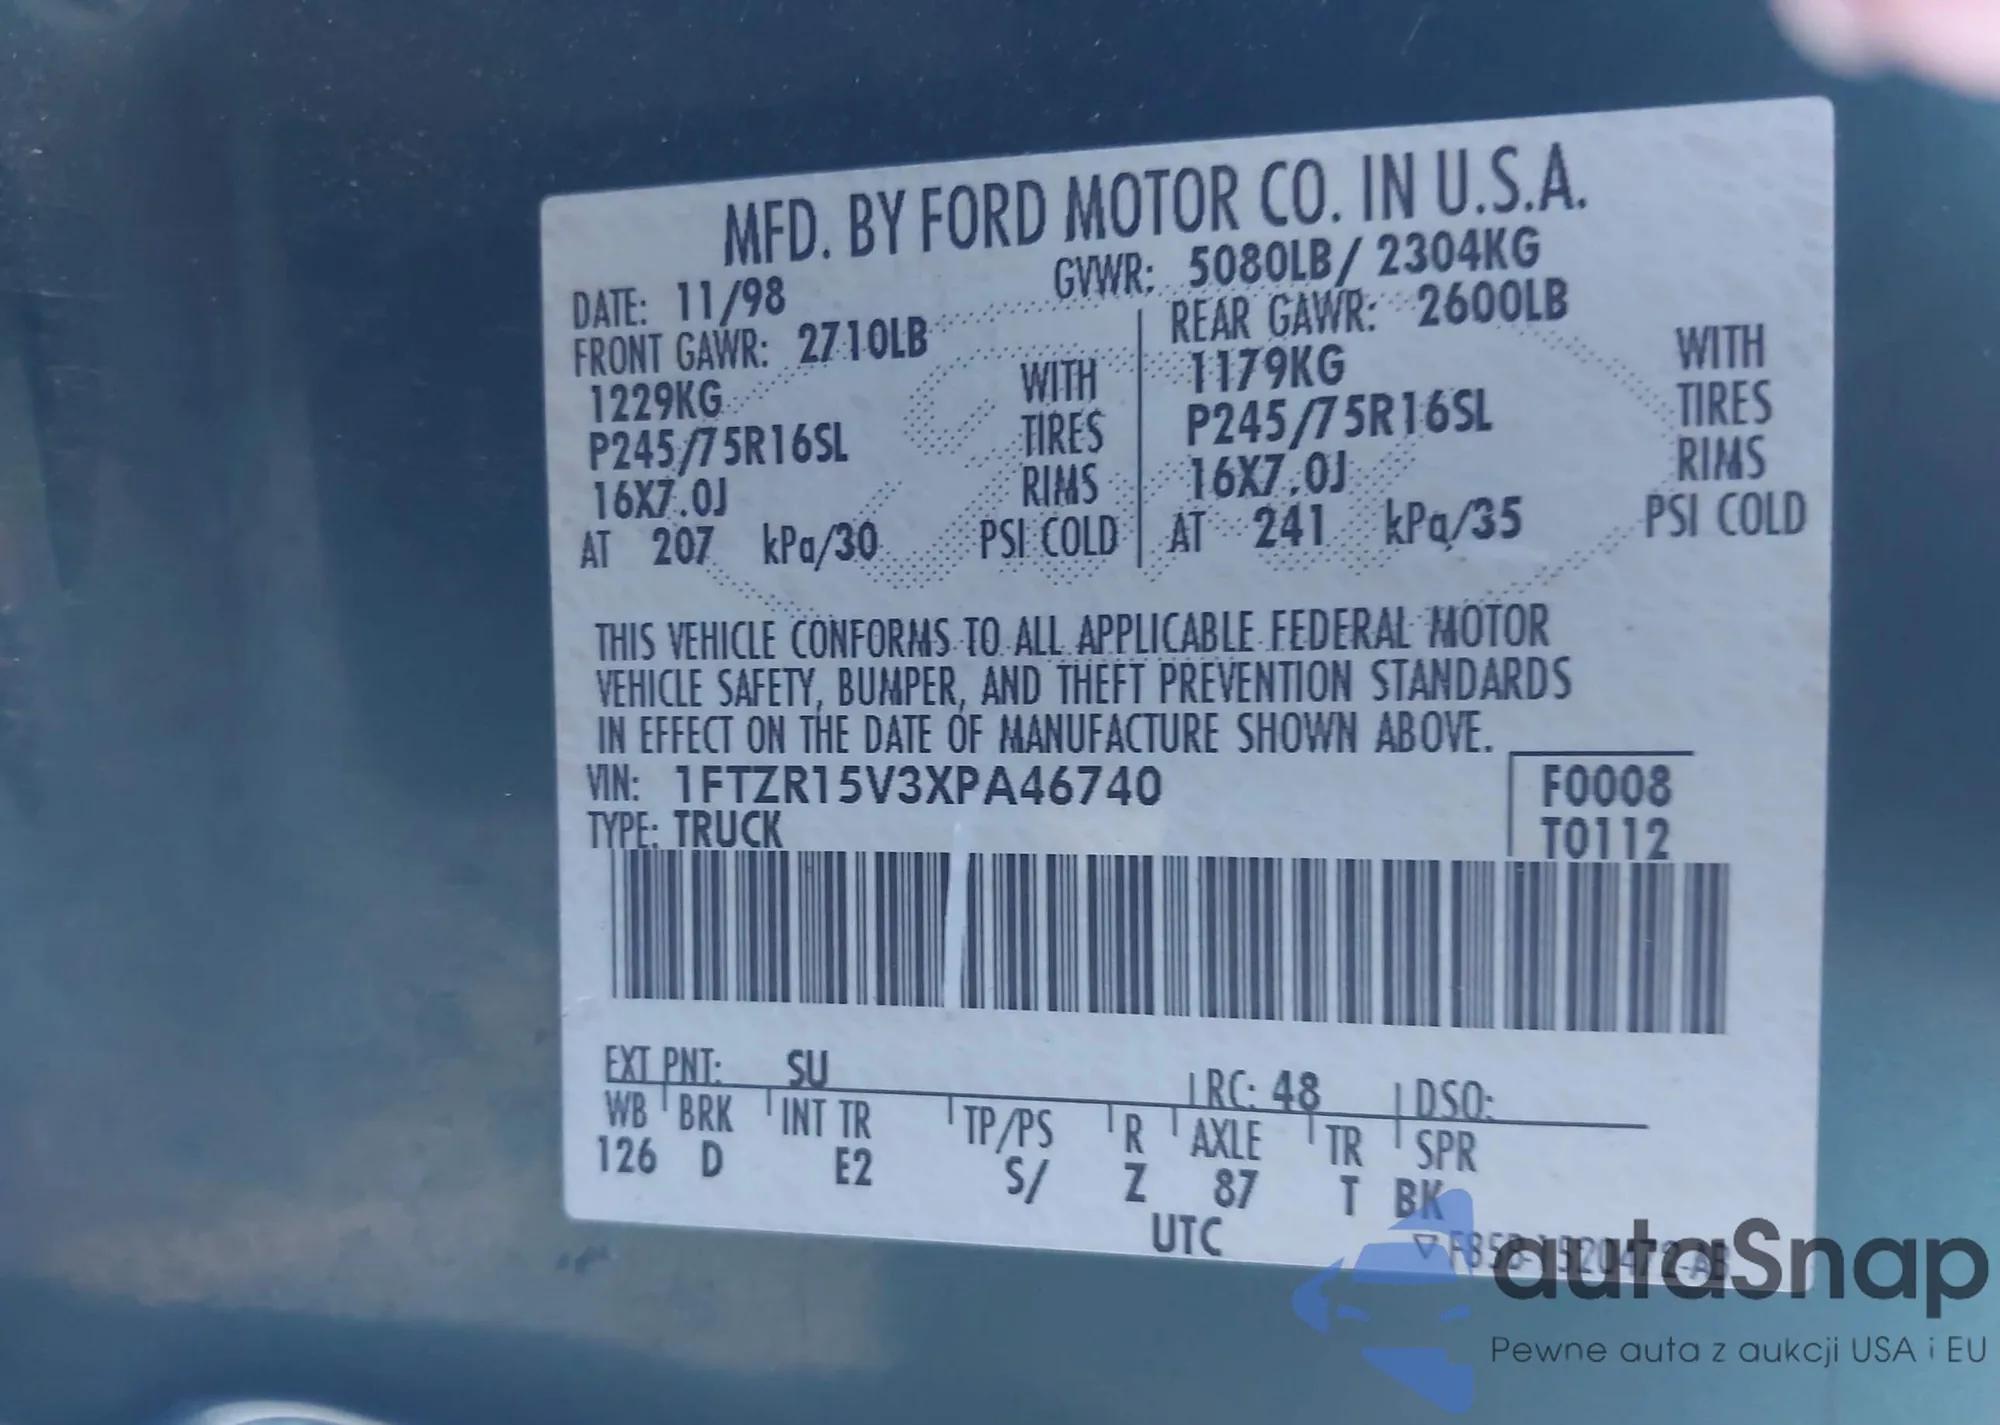 MFD. BY FORD MOTOR CO. IN U.S.A.
DATE: 11/98 GVWR: 5080LB/ 2304KG
FRONT GAWR: 2710LB REAR GAWR: 2600LB
1229KG WITH 1179KG WITH
P245/75R16SL TIRES P245/75R16SL TIRES
16X7.0J RIMS 16X7.0J RIMS
AT 207 kPa/30 PSI COLD AT 241 kPa/35 PSI COLD
THIS VEHICLE CONFORMS TO ALL APPLICABLE FEDERAL MOTOR
VEHICLE SAFETY, BUMPER, AND THEFT PREVENTION STANDARDS
IN EFFECT ON THE DATE OF MANUFACTURE SHOWN ABOVE.
VIN: 1FTZR15V3XPA46740 F0008
TYPE: TRUCK T0112
EXT PNT: SU RC: 48 DSO:
WB BRK INT TR TP/PS R AXLE TR SPR
126 D E2 S/ Z 87 T BK
UTC
autaSnap
Pewne auta z aukcji USA i EU